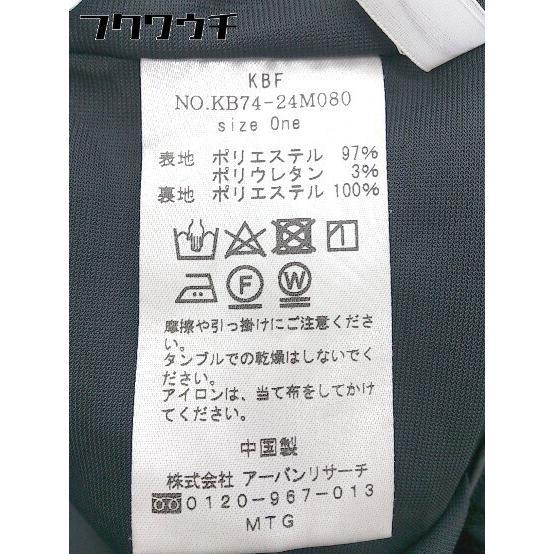 フクワウチ
KBF
NO.KB74-24M080
size One
表地 ポリエステル 97%
ポリウレタン 3%
裏地 ポリエステル 100%
F W
摩擦や引っ掛けにご注意くださ
い。
タンブルでの乾燥はしないでく
ださい。
アイロンは、当て布をしてかけ
てください。
中国製
株式会社 アーバンリサーチ
0120-967-013
MTG